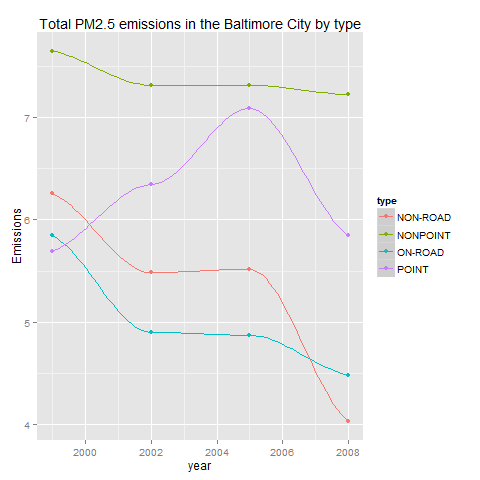 Total PM2.5 emissions in the Baltimore City by type
7
6
5
4
Emissions
2000
2002
2004
2006
2008
year
type
NON-ROAD
NONPOINT
ON-ROAD
POINT